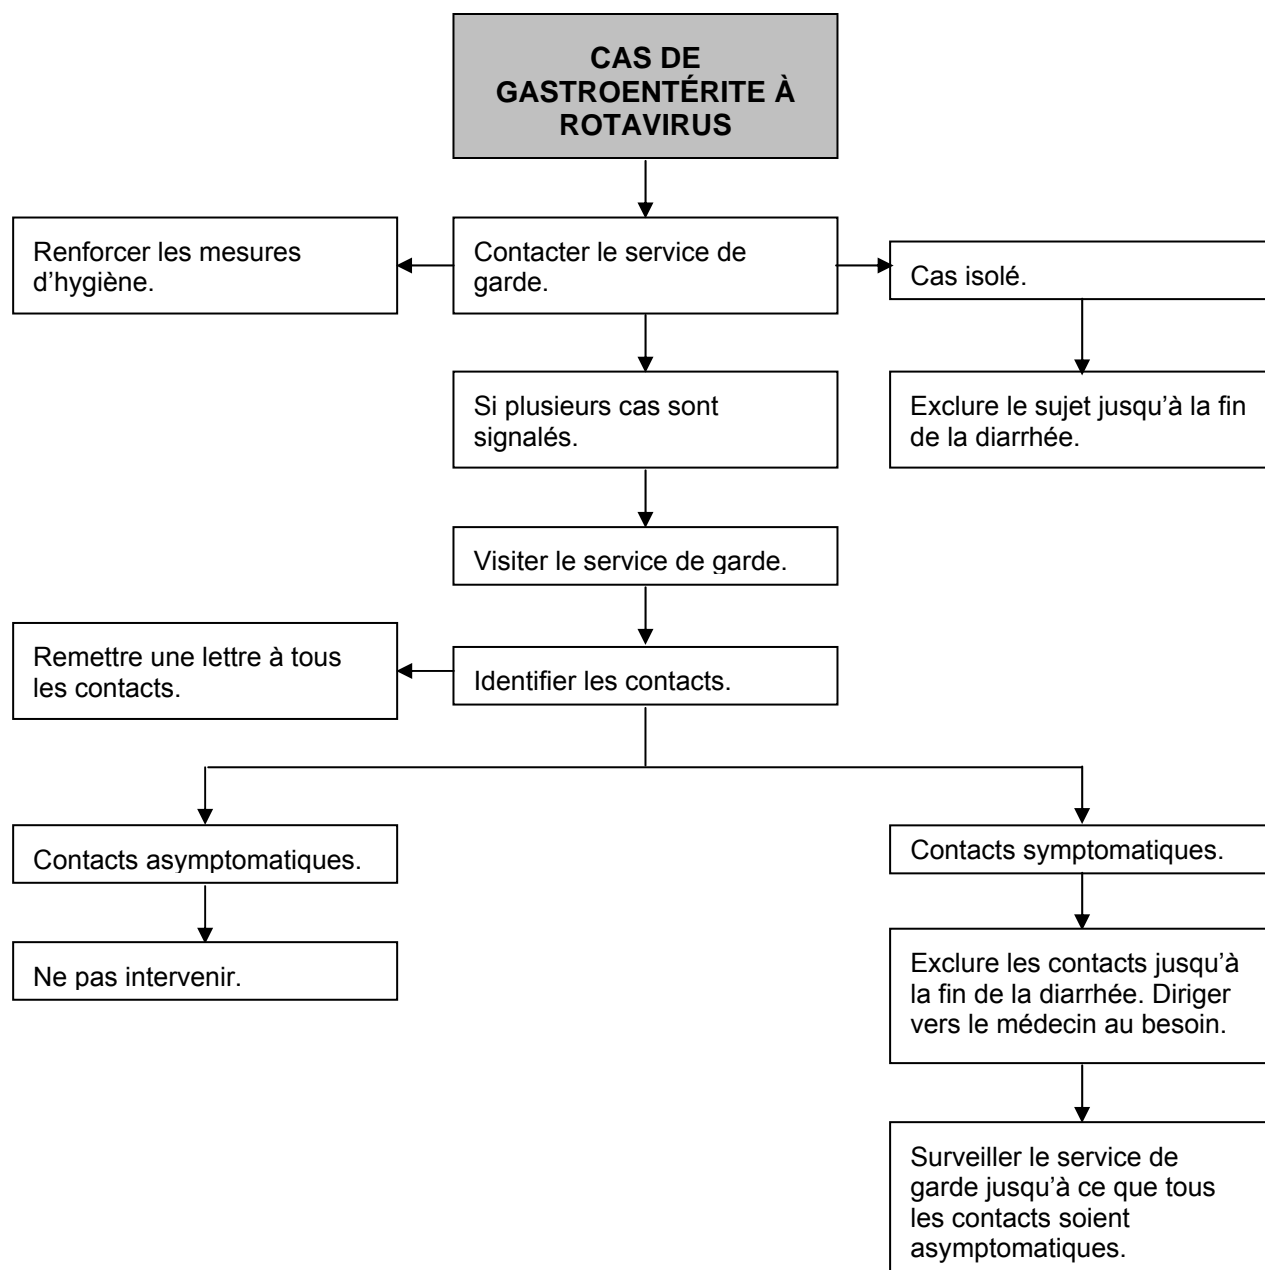 CAS DE
GASTROENTÉRITE À
ROTAVIRUS
Renforcer les mesures
d’hygiène.
Contacter le service de
garde.
Cas isolé.
Si plusieurs cas sont
signalés.
Exclure le sujet jusqu’à la fin
de la diarrhée.
Visiter le service de garde.
Remettre une lettre à tous
les contacts.
Identifier les contacts.
Contacts asymptomatiques.
Contacts symptomatiques.
Ne pas intervenir.
Exclure les contacts jusqu’à
la fin de la diarrhée. Diriger
vers le médecin au besoin.
Surveiller le service de
garde jusqu’à ce que tous
les contacts soient
asymptomatiques.